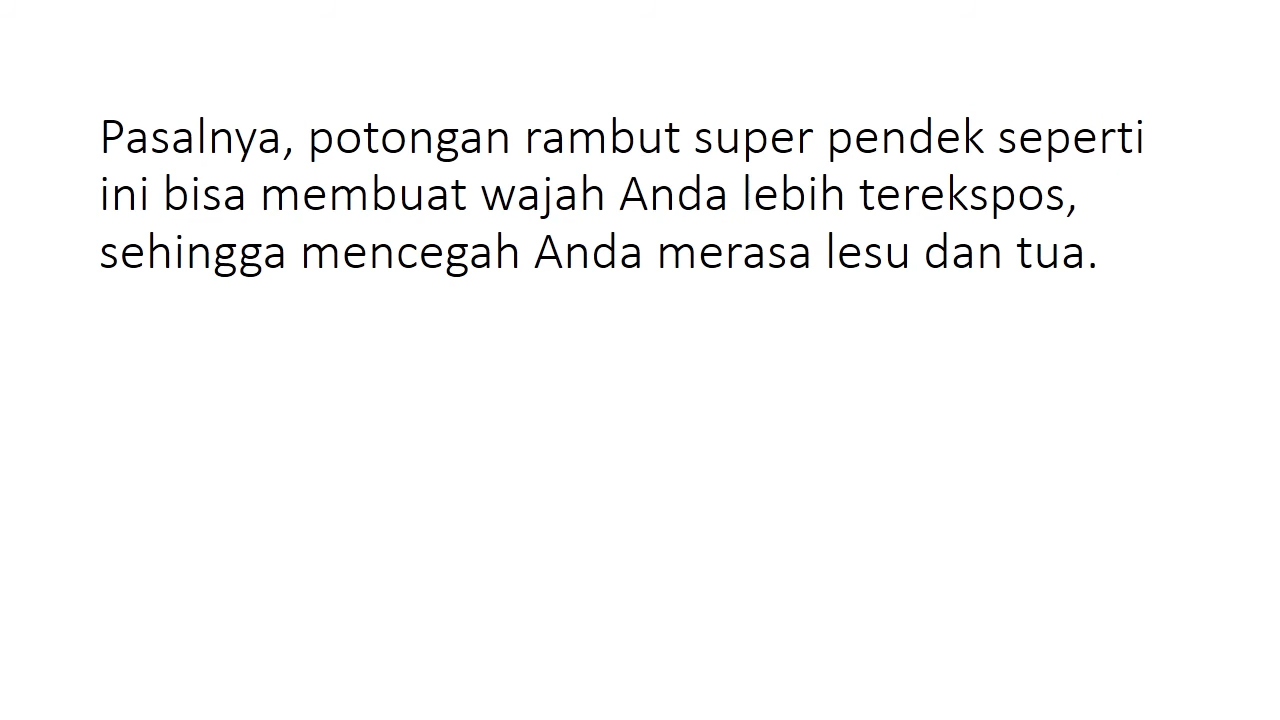 Pasalnya, potongan rambut super pendek seperti
ini bisa membuat wajah Anda lebih terekspos,
sehingga mencegah Anda merasa lesu dan tua.